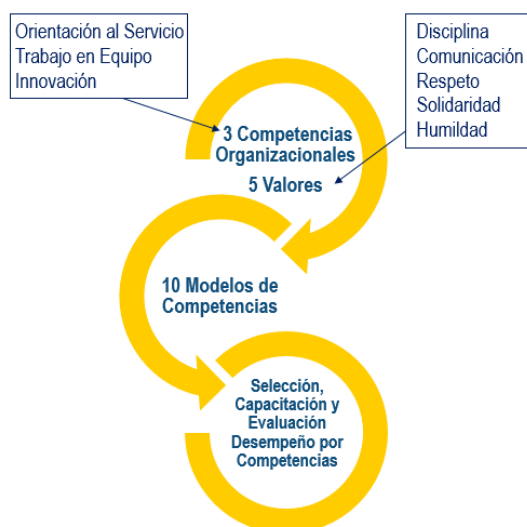 Orientación al Servicio
Trabajo en Equipo
Innovación
Disciplina
Comunicación
Respeto
Solidaridad
Humildad
3 Competencias
Organizacionales
5 Valores
10 Modelos de
Competencias
Selección,
Capacitación y
Evaluación
Desempeño por
Competencias